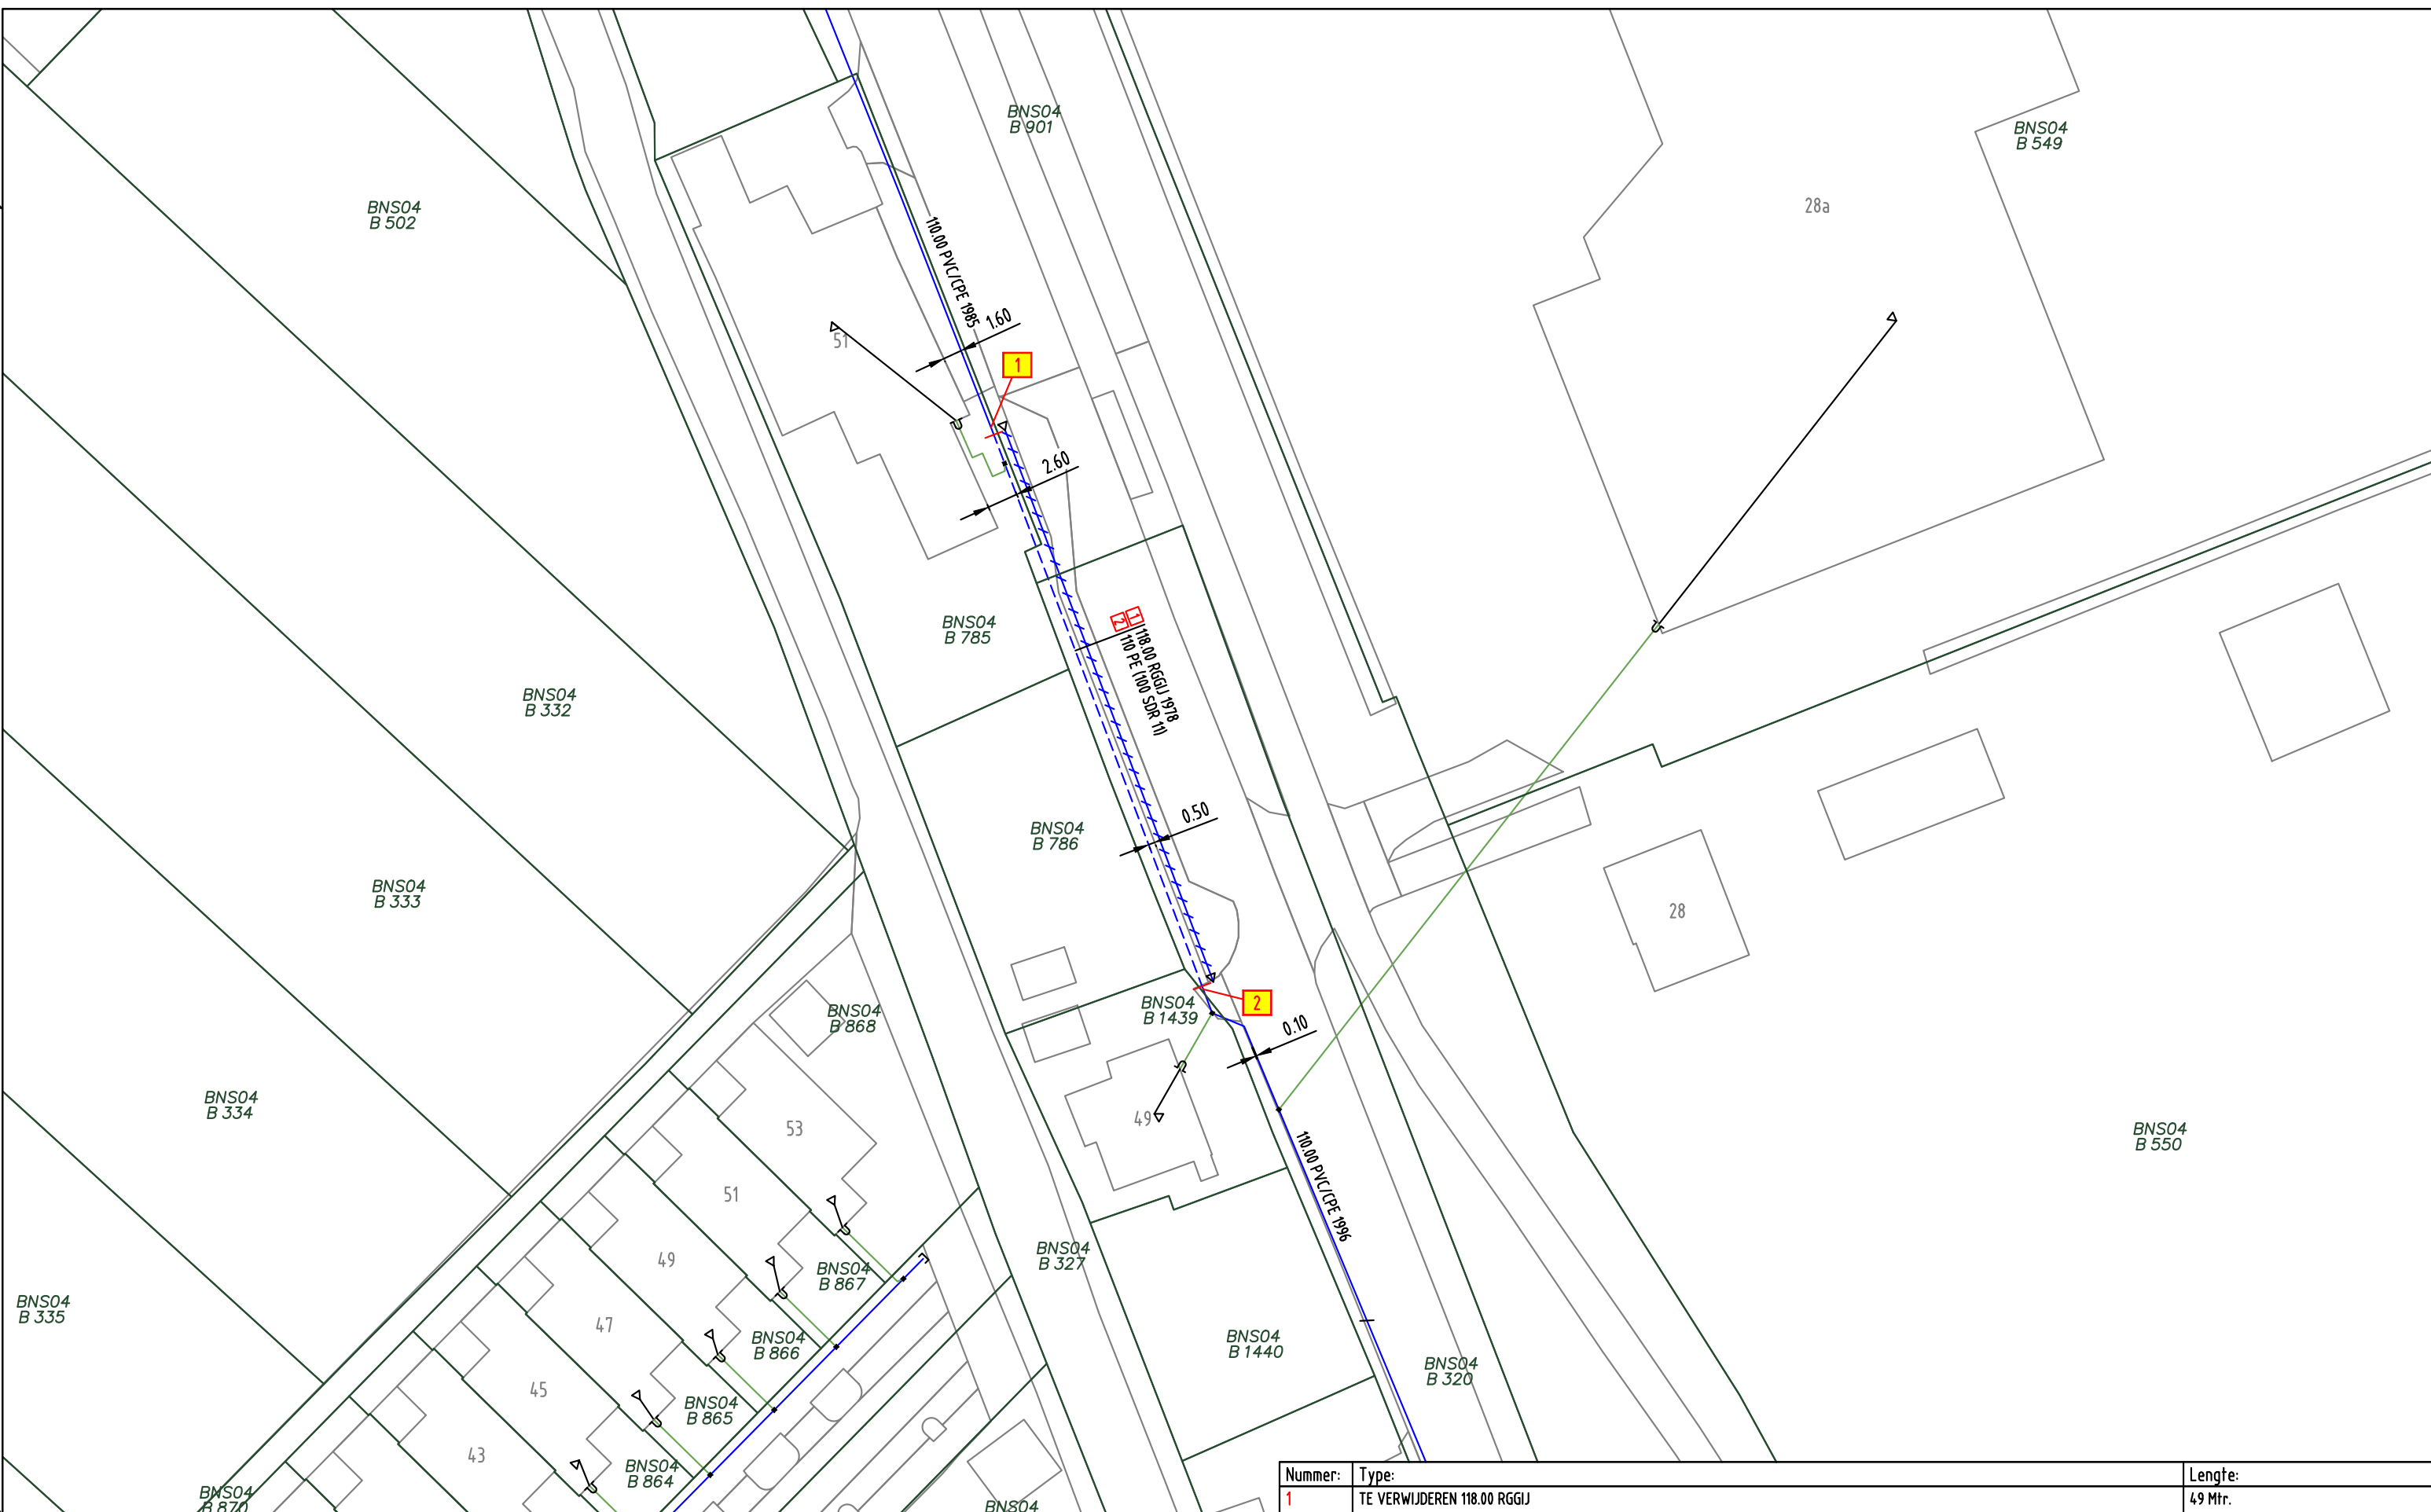 BNS04
B 901
BNS04
B 549
28a
BNS04
B 502
110.00 PVC/CPE 1985
1.60
51
1
2.60
BNS04
B 785
1
2
118.00 RGGIJ 1978
110 PE (100 SDR 11)
BNS04
B 332
0.50
BNS04
B 786
BNS04
B 333
28
BNS04
B 868
BNS04
B 1439
2
0.10
BNS04
B 334
49
53
110.00 PVC/CPE 1996
BNS04
B 550
51
BNS04
B 327
49
BNS04
B 867
BNS04
B 335
47
BNS04
B 866
BNS04
B 1440
BNS04
B 320
45
BNS04
B 865
43
BNS04
B 864
BNS04
B 870
BNS04
Nummer: Type: Lengte:
1 TE VERWIJDEREN 118.00 RGGIJ 49 Mtr.